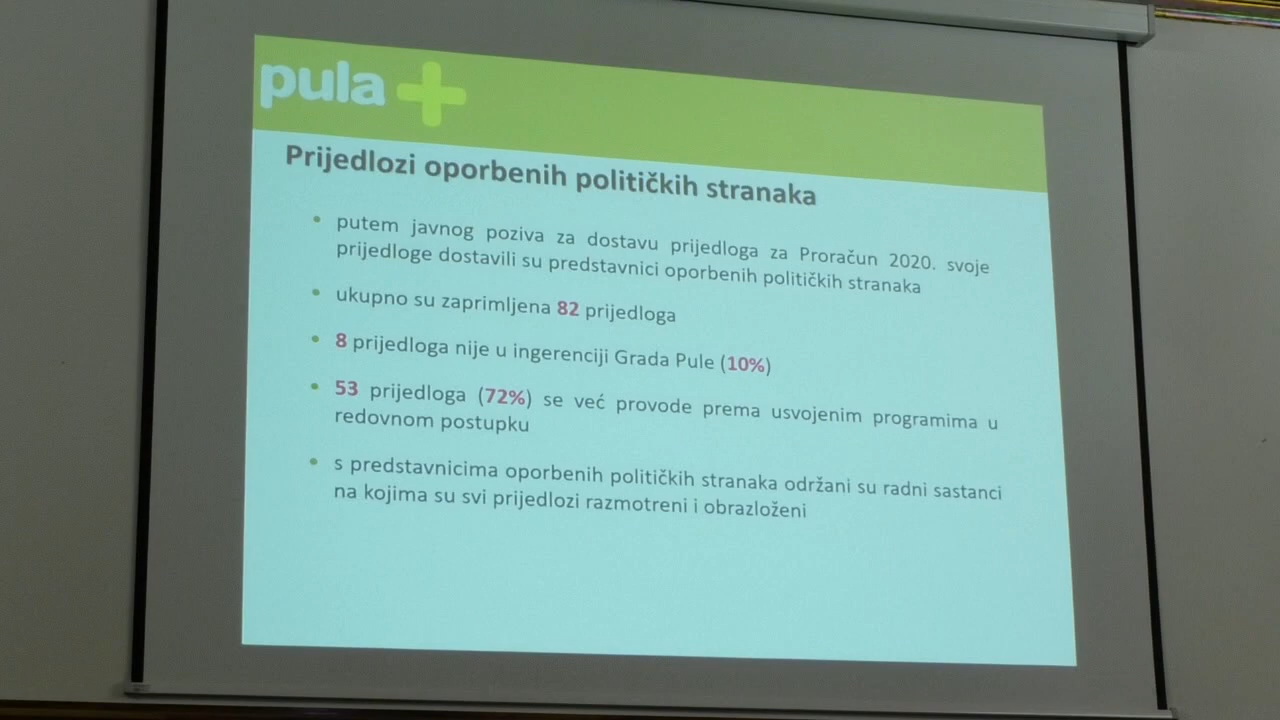 pula +
Prijedlozi oporbenih političkih stranaka
• putem javnog poziva za dostavu prijedloga za Proračun 2020. svoje
prijedloge dostavili su predstavnici oporbenih političkih stranaka
• ukupno su zaprimljena 82 prijedloga
• 8 prijedloga nije u ingerenciji Grada Pule (10%)
• 53 prijedloga (72%) se već provode prema usvojenim programima u
redovnom postupku
• s predstavnicima oporbenih političkih stranaka održani su radni sastanci
na kojima su svi prijedlozi razmotreni i obrazloženi